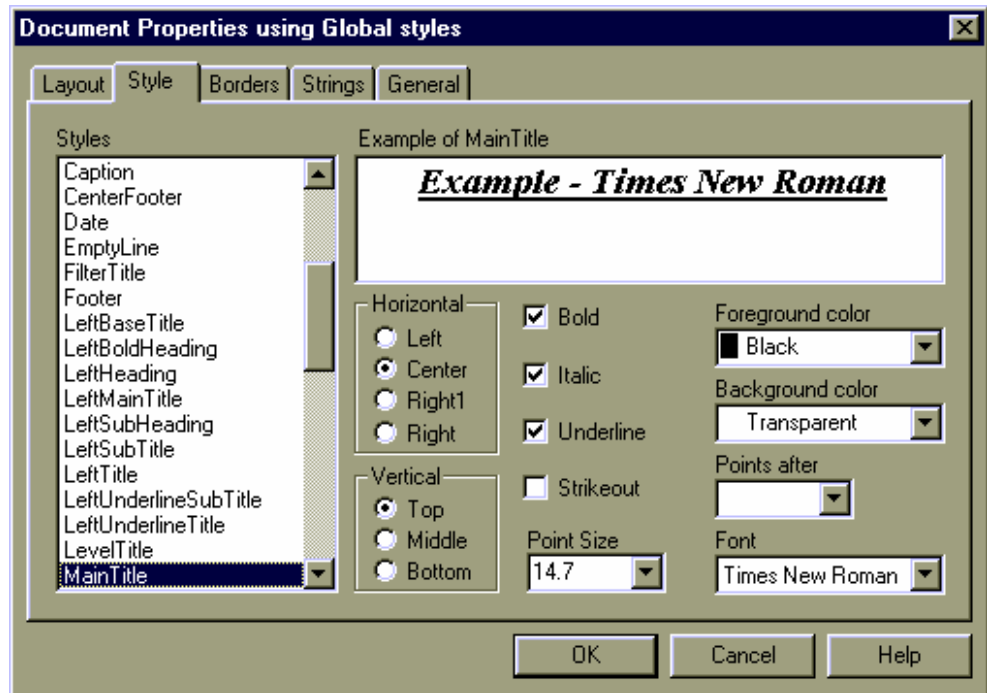 Document Properties using Global styles
Layout Style Borders Strings General
Styles
Caption
CenterFooter
Date
EmptyLine
FilterTitle
Footer
LeftBaseTitle
LeftBoldHeading
LeftHeading
LeftMainTitle
LeftSubHeading
LeftSubTitle
LeftTitle
LeftUnderlineSubTitle
LeftUnderlineTitle
LevelTitle
MainTitle
Example of MainTitle
Example - Times New Roman
Horizontal
Left
Center
Right1
Right
Vertical
Top
Middle
Bottom
Bold
Italic
Underline
Strikeout
Point Size
14.7
Foreground color
Black
Background color
Transparent
Points after
Font
Times New Roman
OK Cancel Help